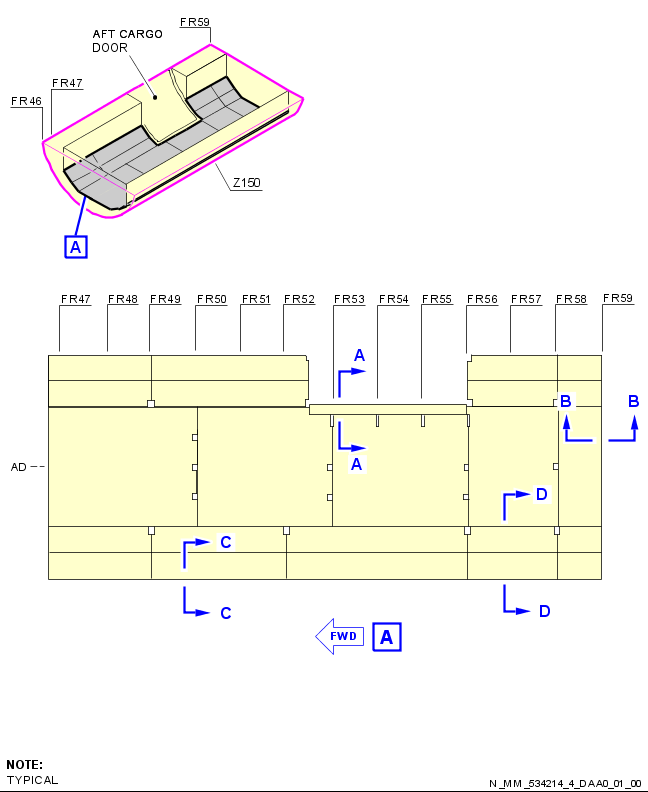 FR59
AFT CARGO
DOOR
FR47
FR46
Z150
A
FR47 FR48 FR49 FR50 FR51 FR52 FR53 FR54 FR55 FR56 FR57 FR58 FR59
A
B B
A
AD
D
C
C
D
FWD A
NOTE:
TYPICAL
N_MM_534214_4_DAA0_01_00